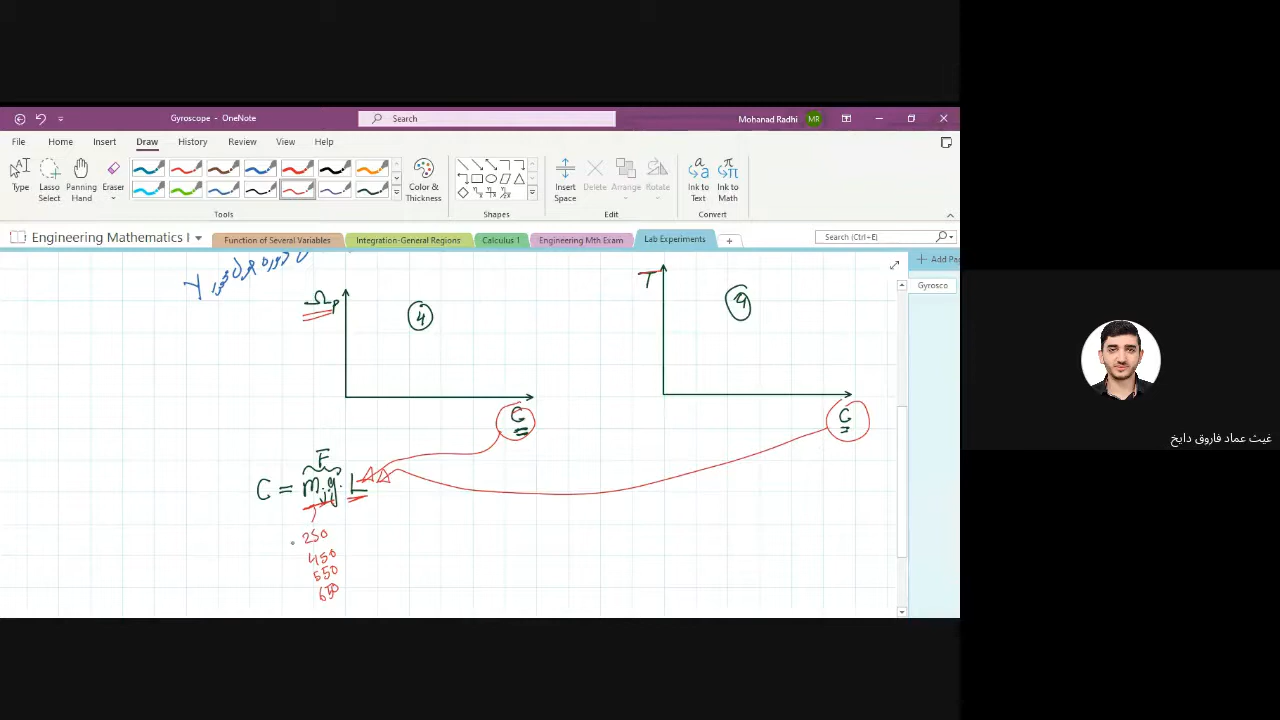 Gyroscope - OneNote
Search
Mohanad Radhi
MR
File Home Insert Draw History Review View Help
Type
Lasso Select
Panning Hand
Eraser
Color & Thickness
Insert Space
Delete
Arrange
Rotate
Ink to Text
Ink to Math
Tools
Shapes
Edit
Convert
Engineering Mathematics I
Function of Several Variables
Integration-General Regions
Calculus 1
Engineering Mth Exam
Lab Experiments
Search (Ctrl+E)
Add Pa
Gyrosco
Ωp
4
C
T
9
C
F
C = m.g. L
250
450
550
650
غيث عماد فاروق دايخ